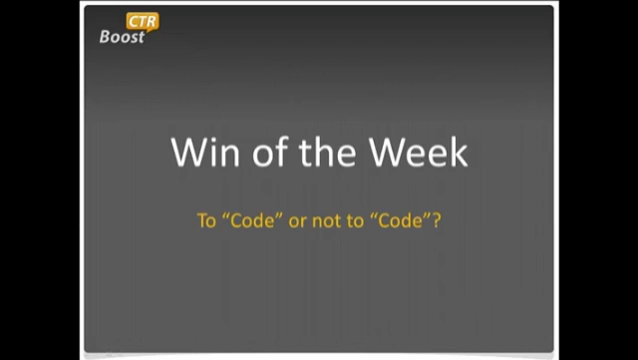 Boost CTR
Win of the Week
To “Code” or not to “Code”?